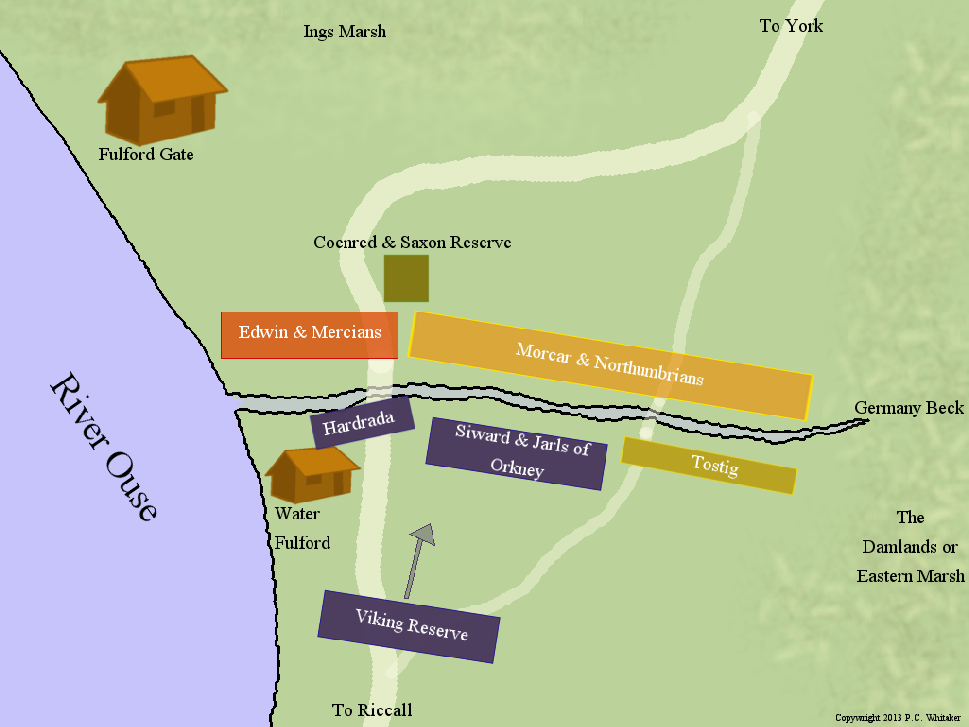 Ings Marsh
To York
Fulford Gate
Coenred & Saxon Reserve
Edwin & Mercians
Morcar & Northumbrians
River Ouse
Germany Beck
Hardrada
Siward & Jarls of
Orkney
Tostig
Water
Fulford
The
Damlands or
Eastern Marsh
Viking Reserve
To Riccall
Copywright 2013 P.C. Whitaker